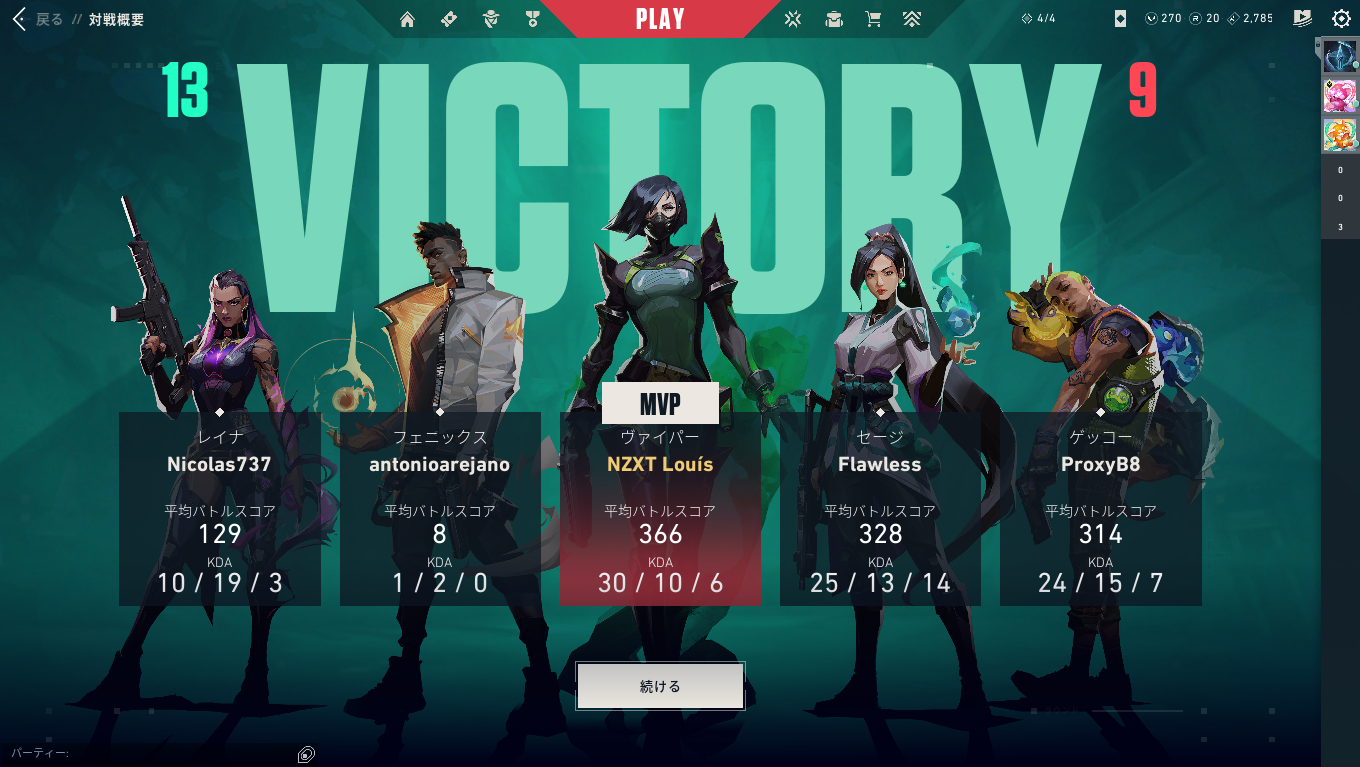 戻る // 対戦概要
PLAY
4/4
270
20
2,785
13
VICTORY
9
MVP
レイナ
Nicolas737
平均バトルスコア
129
KDA
10 / 19 / 3
フェニックス
antonioarejano
平均バトルスコア
8
KDA
1 / 2 / 0
ヴァイパー
NZXT Louís
平均バトルスコア
366
KDA
30 / 10 / 6
セージ
Flawless
平均バトルスコア
328
KDA
25 / 13 / 14
ゲッコー
ProxyB8
平均バトルスコア
314
KDA
24 / 15 / 7
0
0
3
続ける
パーティー: